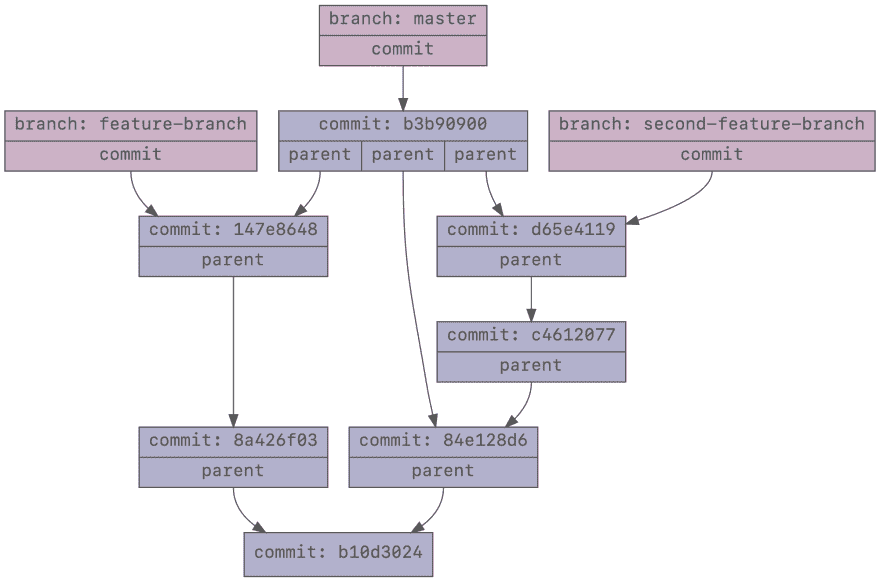 branch: master
commit
branch: feature-branch
commit
commit: b3b90900
parent parent parent
branch: second-feature-branch
commit
commit: 147e8648
parent
commit: d65e4119
parent
commit: c4612077
parent
commit: 8a426f03
parent
commit: 84e128d6
parent
commit: b10d3024